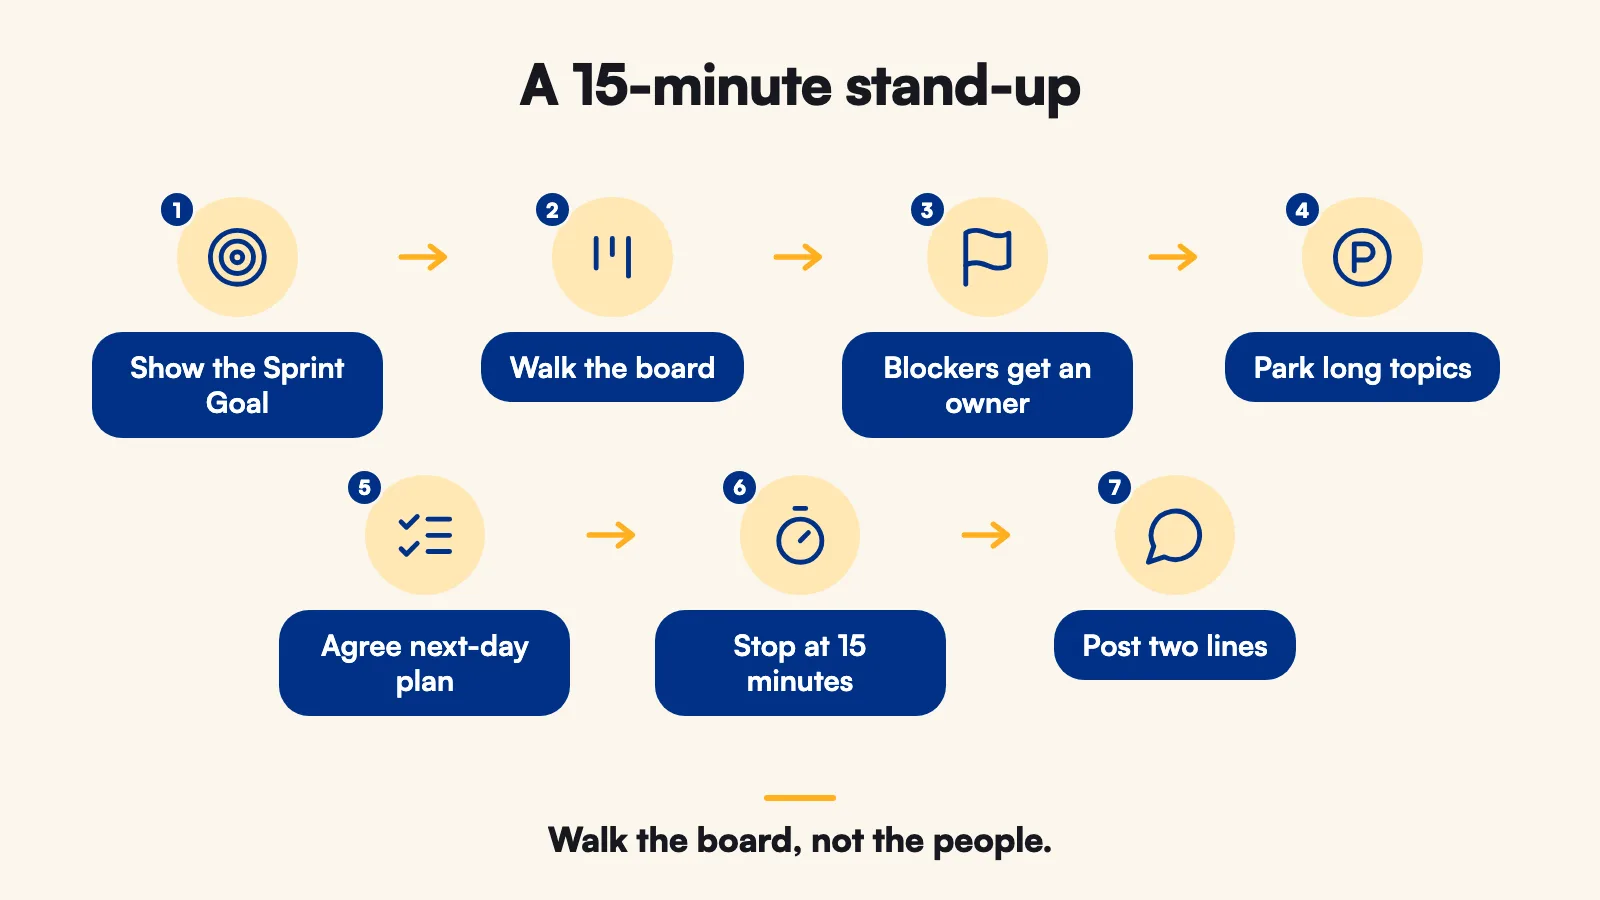 A 15-minute stand-up
1
2
3
4
P
Show the Sprint
Goal
Walk the board
Blockers get an
owner
Park long topics
5
6
7
Agree next-day
plan
Stop at 15
minutes
Post two lines
Walk the board, not the people.